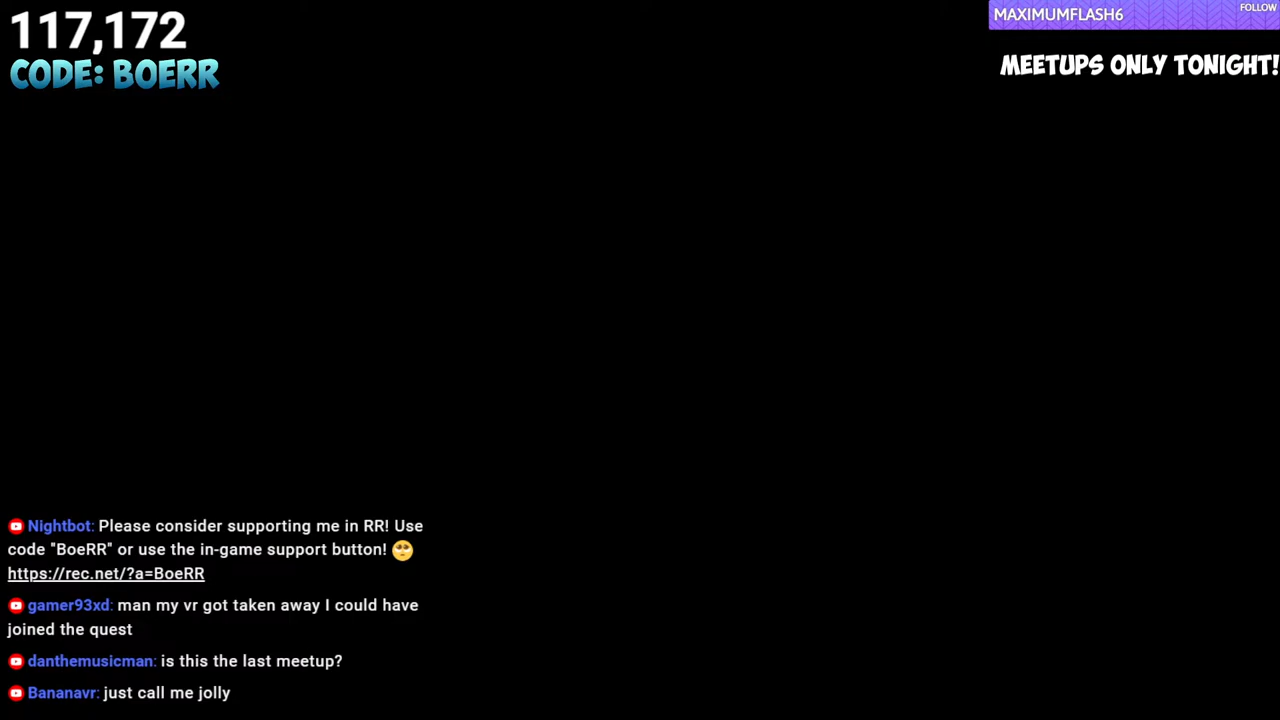 117,172
CODE: BOERR
MAXIMUMFLASH6
FOLLOW
MEETUPS ONLY TONIGHT!
Nightbot: Please consider supporting me in RR! Use
code "BoeRR" or use the in-game support button! 🥺
https://rec.net/?a=BoeRR
gamer93xd: man my vr got taken away I could have
joined the quest
danthemusicman: is this the last meetup?
Bananavr: just call me jolly